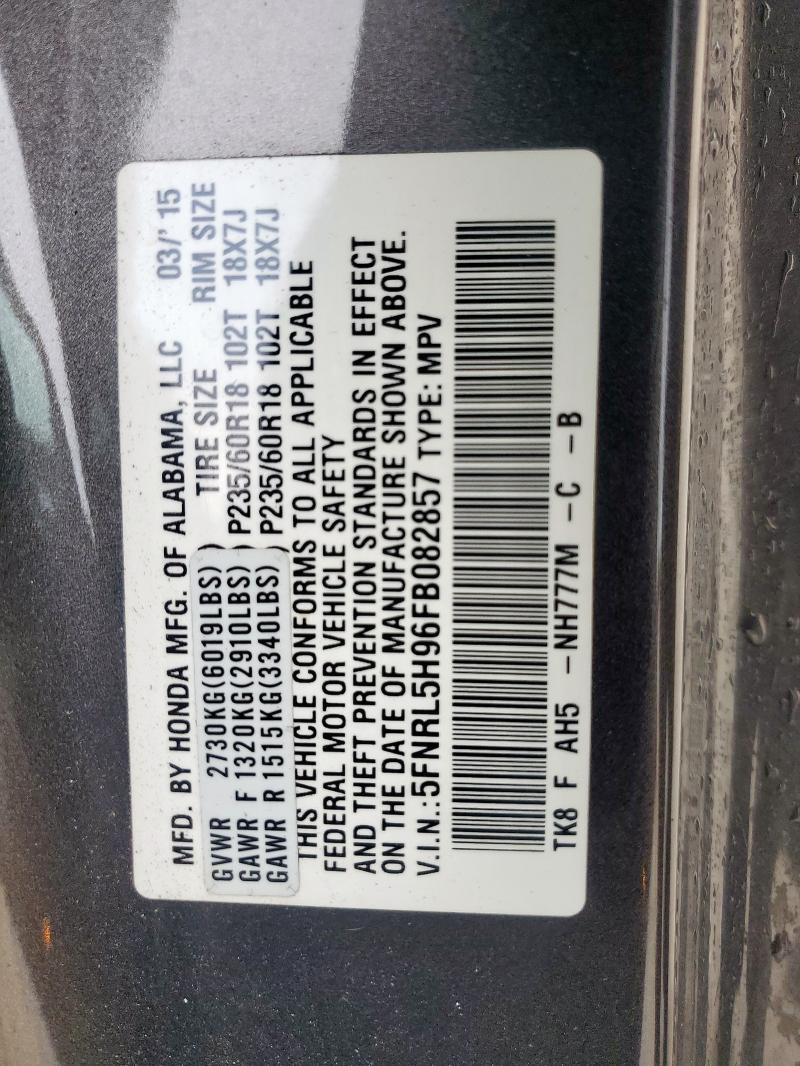 MFD. BY HONDA MFG. OF ALABAMA, LLC 03/' 15
TIRE SIZE RIM SIZE
GVWR 2730KG(6019LBS)
GAWR F 1320KG(2910LBS) P235/60R18 102T 18X7J
GAWR R 1515KG(3340LBS) P235/60R18 102T 18X7J
THIS VEHICLE CONFORMS TO ALL APPLICABLE
FEDERAL MOTOR VEHICLE SAFETY
AND THEFT PREVENTION STANDARDS IN EFFECT
ON THE DATE OF MANUFACTURE SHOWN ABOVE.
V.I.N.:5FNRL5H96FB082857 TYPE: MPV
TK8 F AH5 -NH777M -C -B